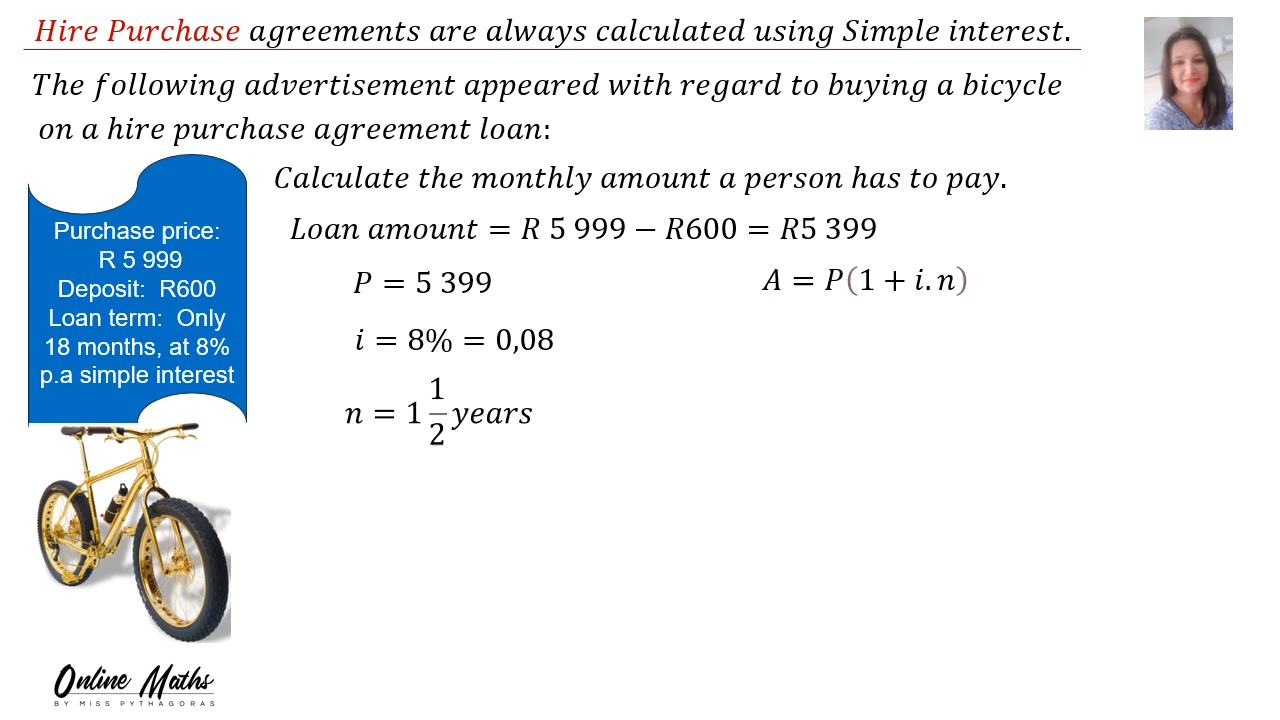 Hire Purchase agreements are always calculated using Simple interest.
The following advertisement appeared with regard to buying a bicycle
on a hire purchase agreement loan:
Calculate the monthly amount a person has to pay.
Purchase price:
R 5 999
Deposit: R600
Loan term: Only
18 months, at 8%
p.a simple interest
Loan amount = R 5 999 − R600 = R5 399
P = 5 399
A = P(1 + i.n)
i = 8% = 0,08
n = 1 1/2 years
Online Maths
BY MISS PYTHAGORAS